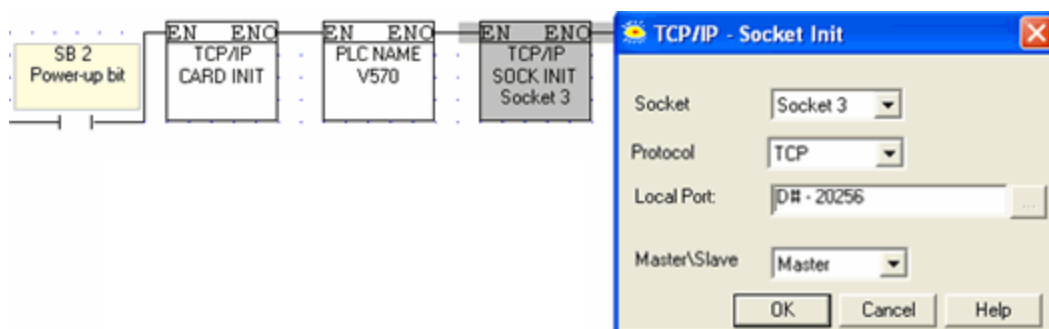 SB 2
Power-up bit
EN ENO
TCP/IP
CARD INIT
EN ENO
PLC NAME
V570
EN ENO
TCP/IP
SOCK INIT
Socket 3
TCP/IP - Socket Init
Socket Socket 3
Protocol TCP
Local Port: D# - 20256
...
Master\Slave Master
OK Cancel Help